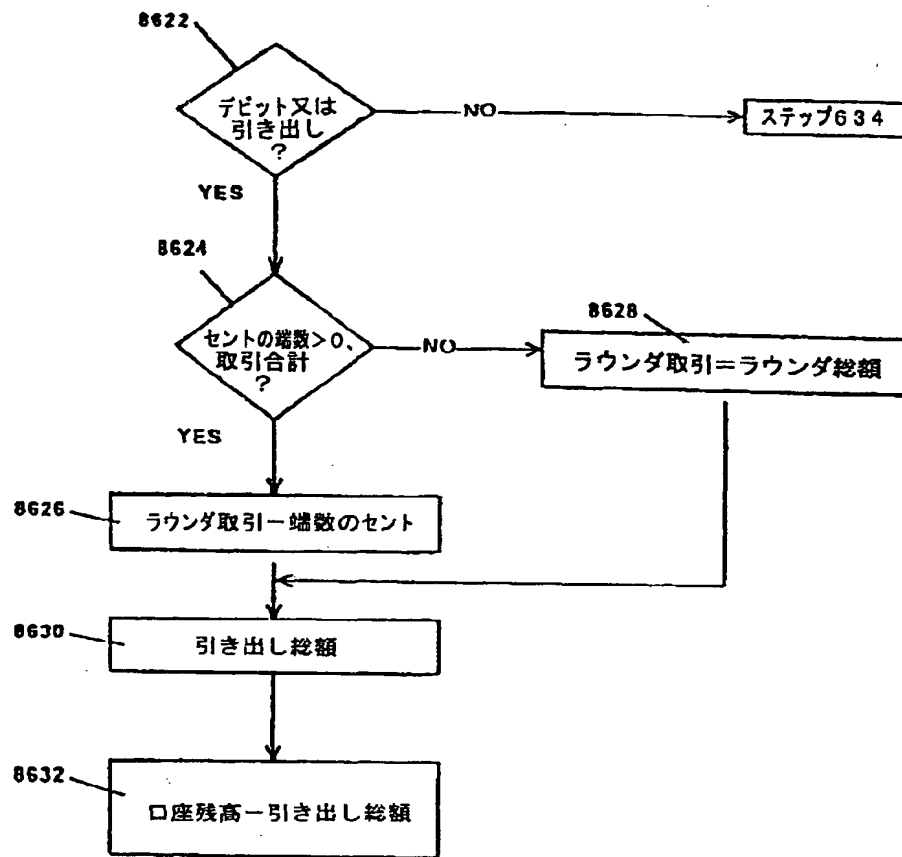 8622
デビット又は
引き出し
?
NO
ステップ634
YES
8624
セントの端数>0、
取引合計
?
NO
8628
ラウンダ取引=ラウンダ総額
YES
8626
ラウンダ取引ー端数のセント
8630
引き出し総額
8632
口座残高ー引き出し総額